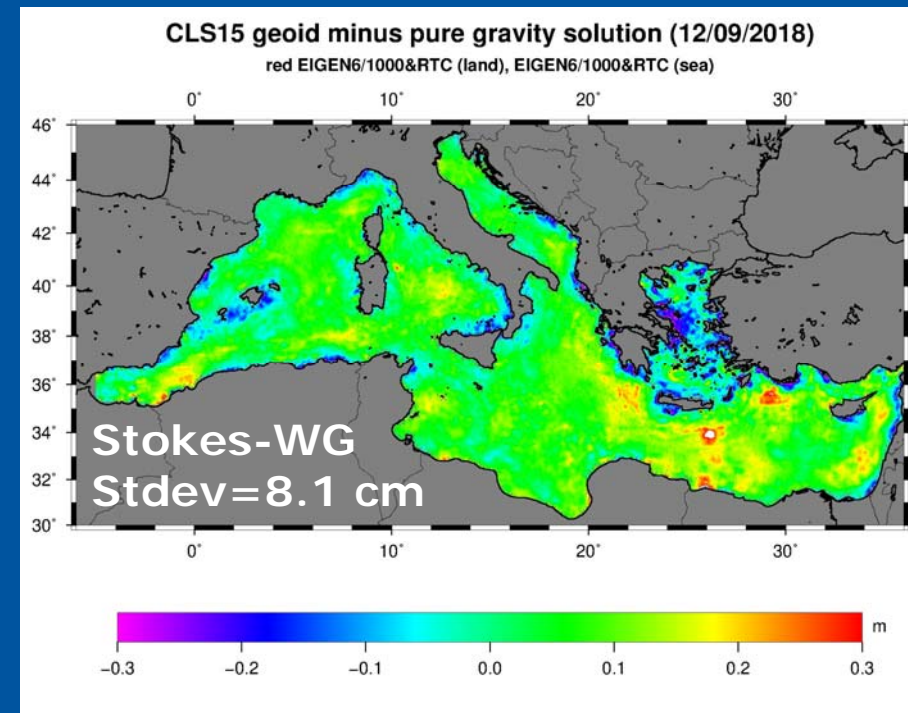 CLS15 geoid minus pure gravity solution (12/09/2018)
red EIGEN6/1000&RTC (land), EIGEN6/1000&RTC (sea)
0˚ 10˚ 20˚ 30˚
46˚
44˚
42˚
40˚
38˚
36˚
34˚
32˚
30˚
Stokes-WG
Stdev=8.1 cm
0˚ 10˚ 20˚ 30˚
m
−0.3 −0.2 −0.1 0.0 0.1 0.2 0.3